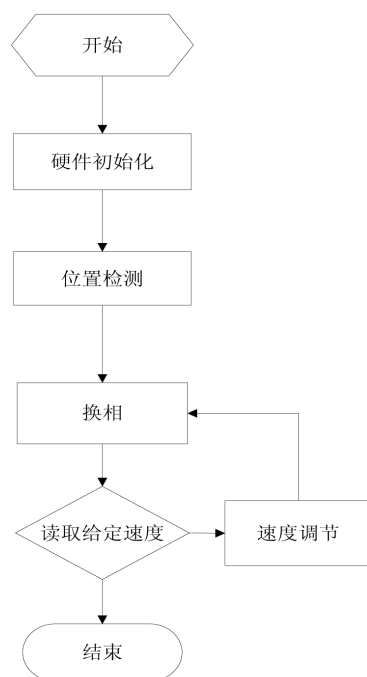 开始
硬件初始化
位置检测
换相
读取给定速度
速度调节
结束